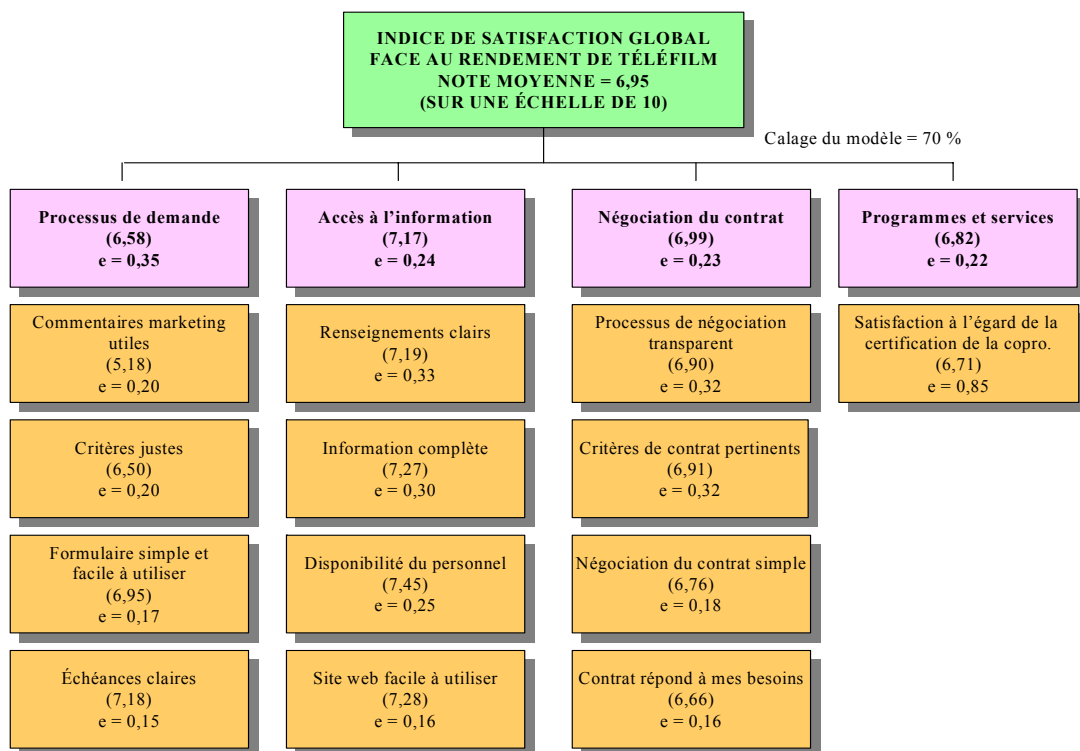 INDICE DE SATISFACTION GLOBAL
FACE AU RENDEMENT DE TÉLÉFILM
NOTE MOYENNE = 6,95
(SUR UNE ÉCHELLE DE 10)
Calage du modèle = 70 %
Processus de demande
(6,58)
e = 0,35
Commentaires marketing
utiles
(5,18)
e = 0,20
Critères justes
(6,50)
e = 0,20
Formulaire simple et
facile à utiliser
(6,95)
e = 0,17
Échéances claires
(7,18)
e = 0,15
Accès à l'information
(7,17)
e = 0,24
Renseignements clairs
(7,19)
e = 0,33
Information complète
(7,27)
e = 0,30
Disponibilité du personnel
(7,45)
e = 0,25
Site web facile à utiliser
(7,28)
e = 0,16
Négociation du contrat
(6,99)
e = 0,23
Processus de négociation
transparent
(6,90)
e = 0,32
Critères de contrat pertinents
(6,91)
e = 0,32
Négociation du contrat simple
(6,76)
e = 0,18
Contrat répond à mes besoins
(6,66)
e = 0,16
Programmes et services
(6,82)
e = 0,22
Satisfaction à l'égard de la
certification de la copro.
(6,71)
e = 0,85